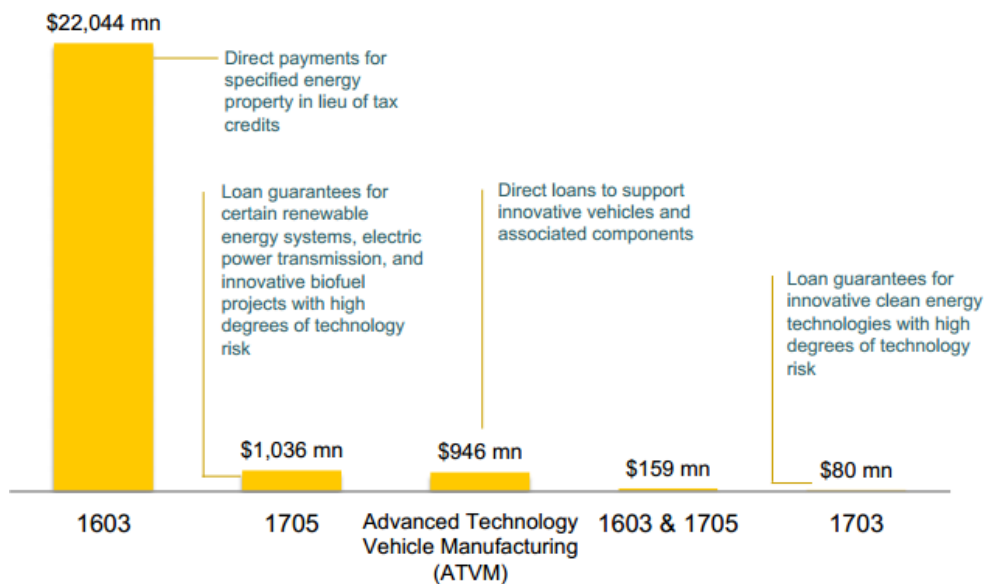 $22,044 mn
Direct payments for
specified energy
property in lieu of tax
credits
Loan guarantees for
certain renewable
energy systems, electric
power transmission, and
innovative biofuel
projects with high
degrees of technology
risk
Direct loans to support
innovative vehicles and
associated components
Loan guarantees for
innovative clean energy
technologies with high
degrees of technology
risk
$1,036 mn
$946 mn
$159 mn
$80 mn
1603
1705
Advanced Technology
Vehicle Manufacturing
(ATVM)
1603 & 1705
1703